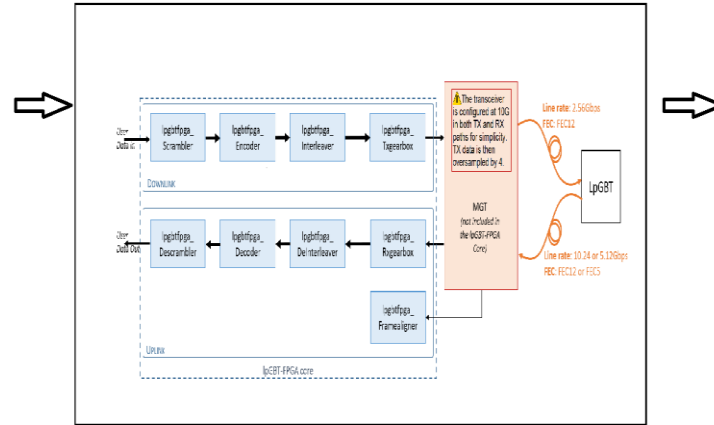 User
Data In
lpgbtfpga_
Scrambler
lpgbtfpga_
Encoder
lpgbtfpga_
Interleaver
lpgbtfpga_
Txgearbox
DOWNLINK
The transceiver
is configured at 10G
in both TX and RX
paths for simplicity.
TX data is then
oversampled by 4.
MGT
(not included in
the lpGBT-FPGA
Core)
Line rate: 2.56Gbps
FEC: FEC12
LpGBT
Line rate: 10.24 or 5.12Gbps
FEC: FEC12 or FEC5
User
Data Out
lpgbtfpga_
Descrambler
lpgbtfpga_
Decoder
lpgbtfpga_
DeInterleaver
lpgbtfpga_
Rxgearbox
lpgbtfpga_
Framealigner
UPLINK
lpGBT-FPGA core